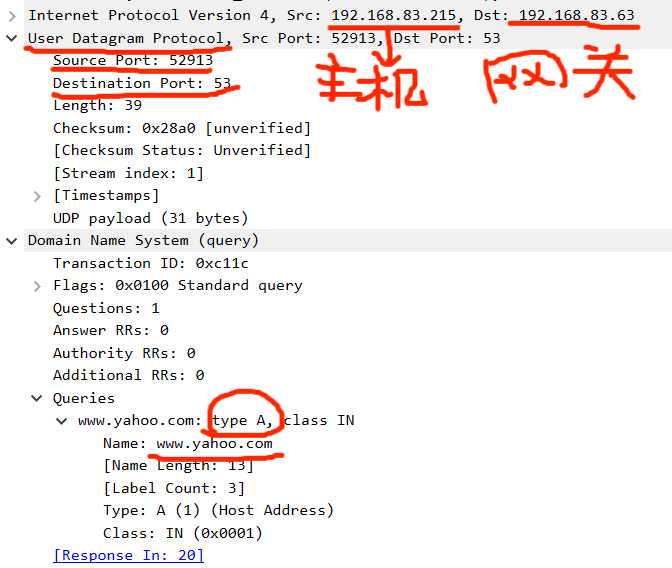 Internet Protocol Version 4, Src: 192.168.83.215, Dst: 192.168.83.63
User Datagram Protocol, Src Port: 52913, Dst Port: 53
Source Port: 52913
Destination Port: 53
主机 网关
Length: 39
Checksum: 0x28a0 [unverified]
[Checksum Status: Unverified]
[Stream index: 1]
[Timestamps]
UDP payload (31 bytes)
Domain Name System (query)
Transaction ID: 0xc11c
Flags: 0x0100 Standard query
Questions: 1
Answer RRs: 0
Authority RRs: 0
Additional RRs: 0
Queries
www.yahoo.com: type A, class IN
Name: www.yahoo.com
[Name Length: 13]
[Label Count: 3]
Type: A (1) (Host Address)
Class: IN (0x0001)
[Response In: 20]